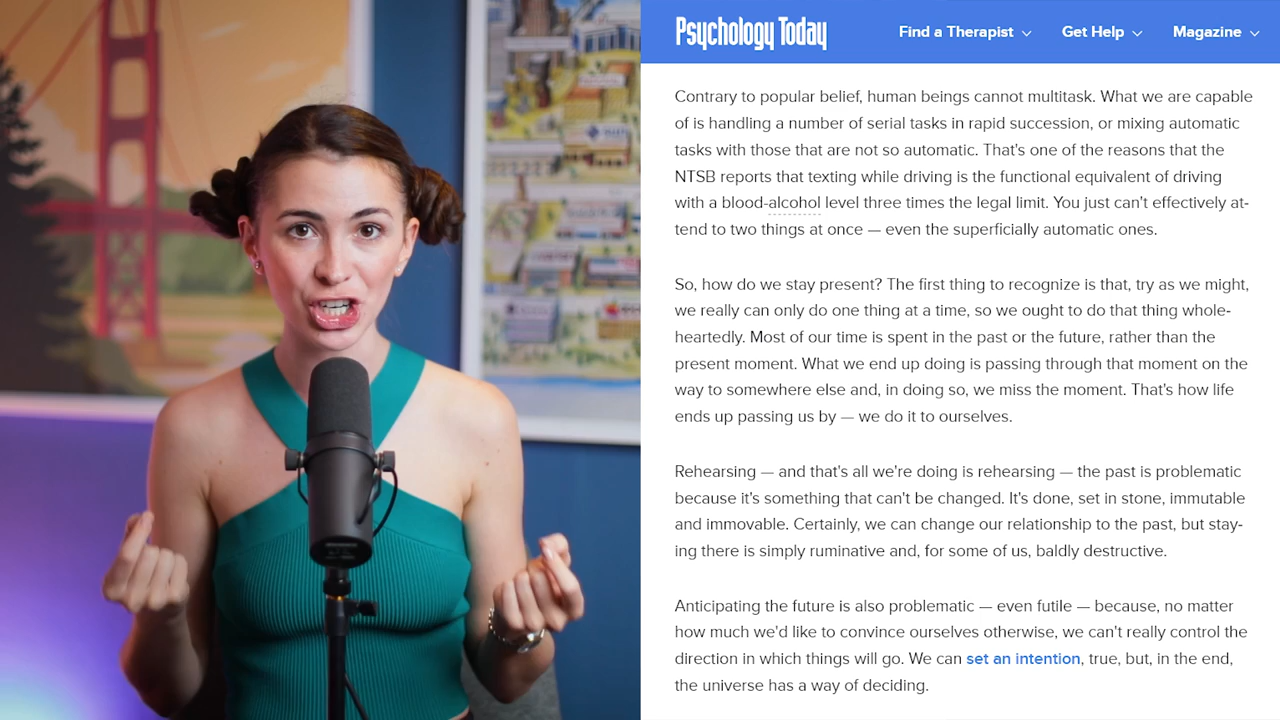 Psychology Today
Find a Therapist
Get Help
Magazine
Contrary to popular belief, human beings cannot multitask. What we are capable
of is handling a number of serial tasks in rapid succession, or mixing automatic
tasks with those that are not so automatic. That's one of the reasons that the
NTSB reports that texting while driving is the functional equivalent of driving
with a blood-alcohol level three times the legal limit. You just can't effectively at-
tend to two things at once — even the superficially automatic ones.
So, how do we stay present? The first thing to recognize is that, try as we might,
we really can only do one thing at a time, so we ought to do that thing whole-
heartedly. Most of our time is spent in the past or the future, rather than the
present moment. What we end up doing is passing through that moment on the
way to somewhere else and, in doing so, we miss the moment. That's how life
ends up passing us by — we do it to ourselves.
Rehearsing — and that's all we're doing is rehearsing — the past is problematic
because it's something that can't be changed. It's done, set in stone, immutable
and immovable. Certainly, we can change our relationship to the past, but stay-
ing there is simply ruminative and, for some of us, baldly destructive.
Anticipating the future is also problematic — even futile — because, no matter
how much we'd like to convince ourselves otherwise, we can't really control the
direction in which things will go. We can set an intention, true, but, in the end,
the universe has a way of deciding.